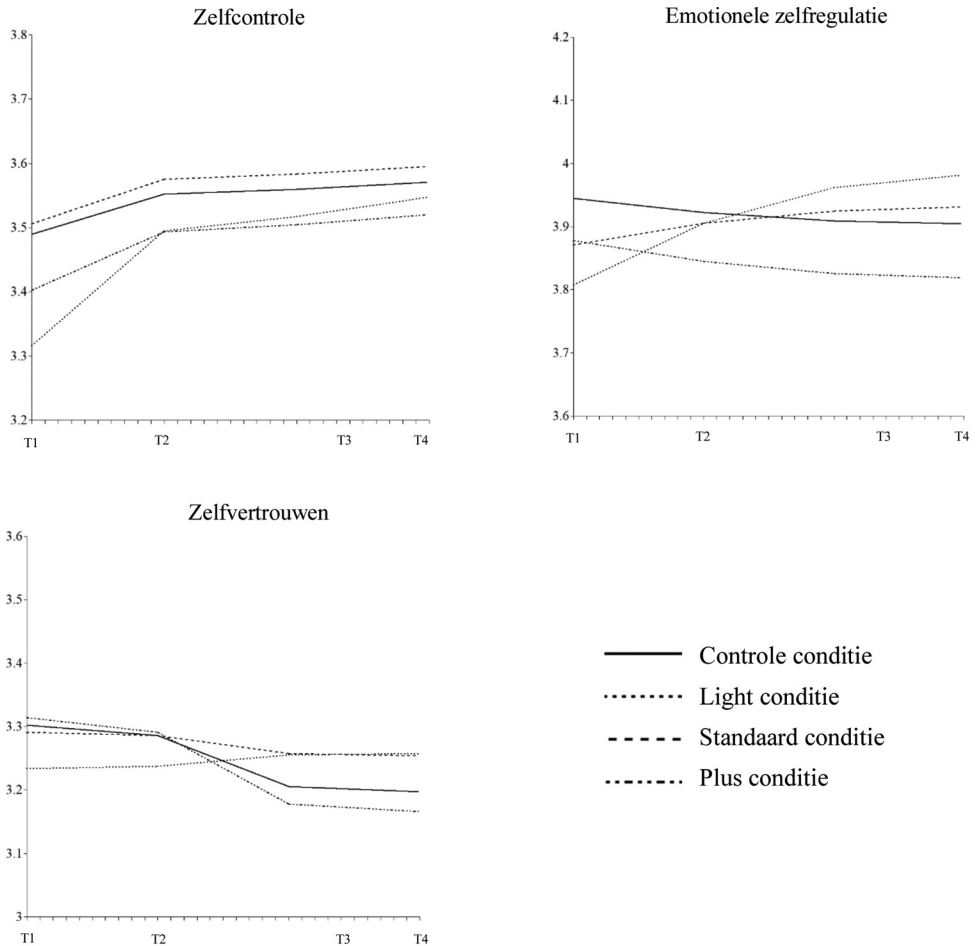 Zelfcontrole
3.8
3.7
3.6
3.5
3.4
3.3
3.2
T1 T2 T3 T4
Emotionele zelfregulatie
4.2
4.1
4
3.9
3.8
3.7
3.6
T1 T2 T3 T4
Zelfvertrouwen
3.6
3.5
3.4
3.3
3.2
3.1
3
T1 T2 T3 T4
Controle conditie
Light conditie
Standaard conditie
Plus conditie